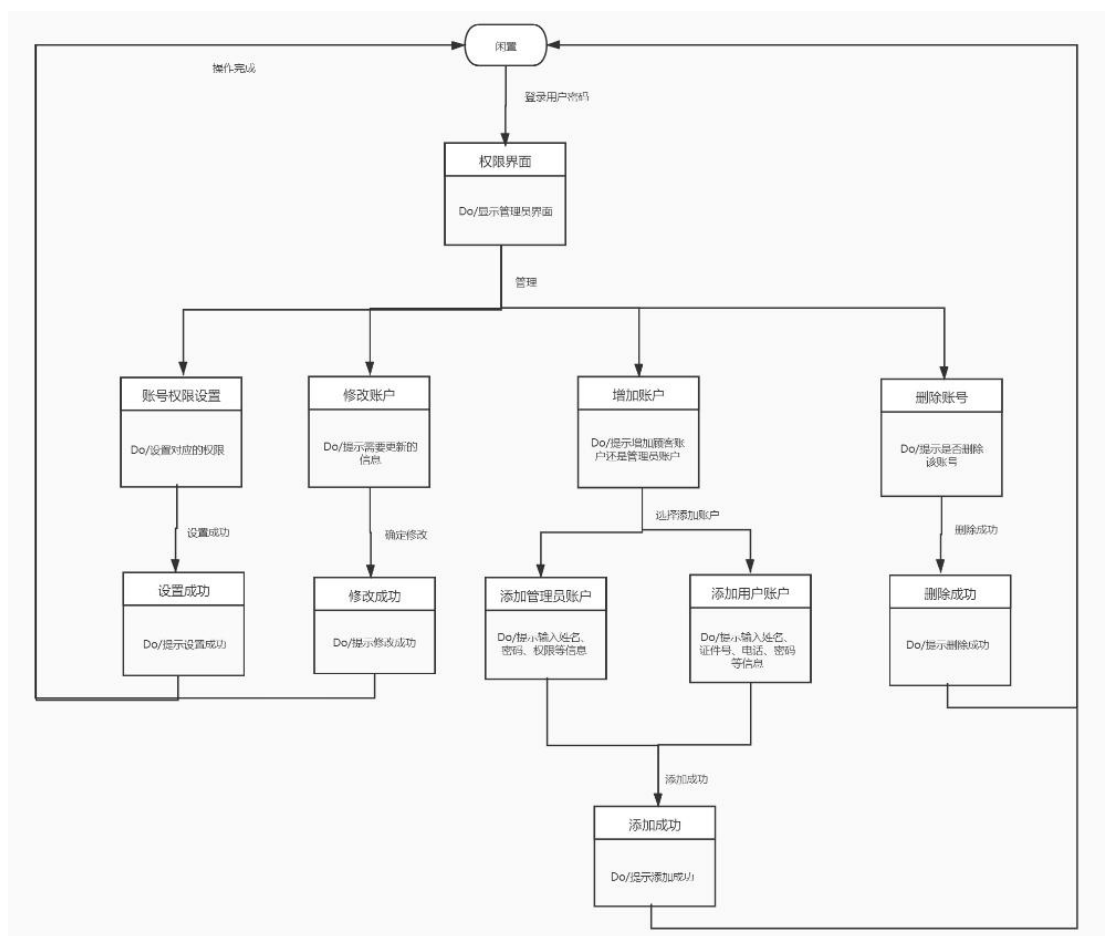 闲置
操作完成
登录用户密码
权限界面
Do/显示管理员界面
管理
账号权限设置
Do/设置对应的权限
修改账户
Do/提示需要更新的
信息
增加账户
Do/提示增加顾客账
户还是管理员账户
删除账号
Do/提示是否删除
该账号
设置成功
确定修改
选择添加账户
删除成功
设置成功
Do/提示设置成功
修改成功
Do/提示修改成功
添加管理员账户
Do/提示输入姓名、
密码、权限等信息
添加用户账户
Do/提示输入姓名、
证件号、电话、密码
等信息
删除成功
Do/提示删除成功
添加成功
添加成功
Do/提示添加成功